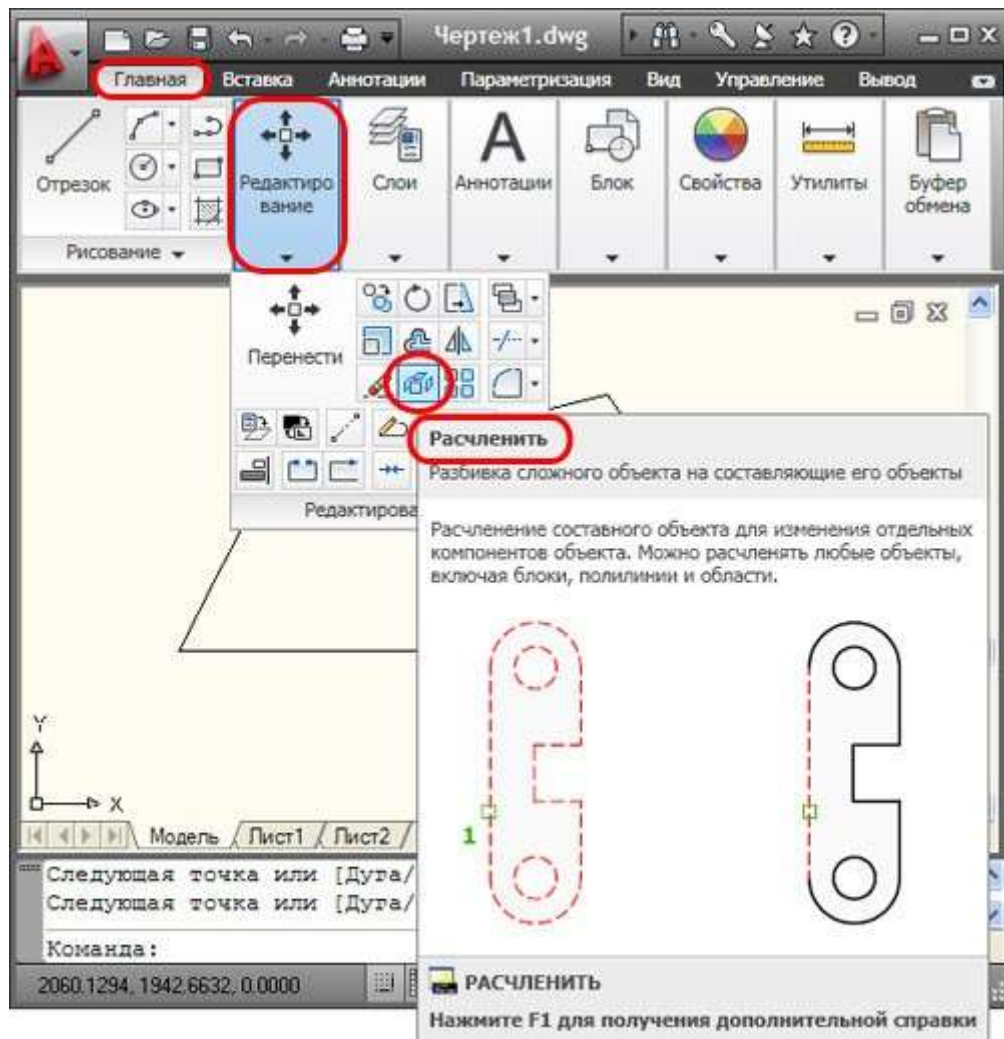 Чертеж1.dwg
Главная Вставка Аннотации Параметризация Вид Управление Вывод
Отрезок
Редактиро
вание
Слои
Аннотации
Блок
Свойства
Утилиты
Буфер
обмена
Рисование
Перенести
Редактирова
Расчленить
Разбивка сложного объекта на составляющие его объекты
Расчленение составного объекта для изменения отдельных
компонентов объекта. Можно расчленять любые объекты,
включая блоки, полилинии и области.
1
Y
X
Модель Лист1 Лист2
Следующая точка или [Дуга/
Следующая точка или [Дуга/
Команда:
2060.1294, 1942.6632, 0.0000
РАСЧЛЕНИТЬ
Нажмите F1 для получения дополнительной справки